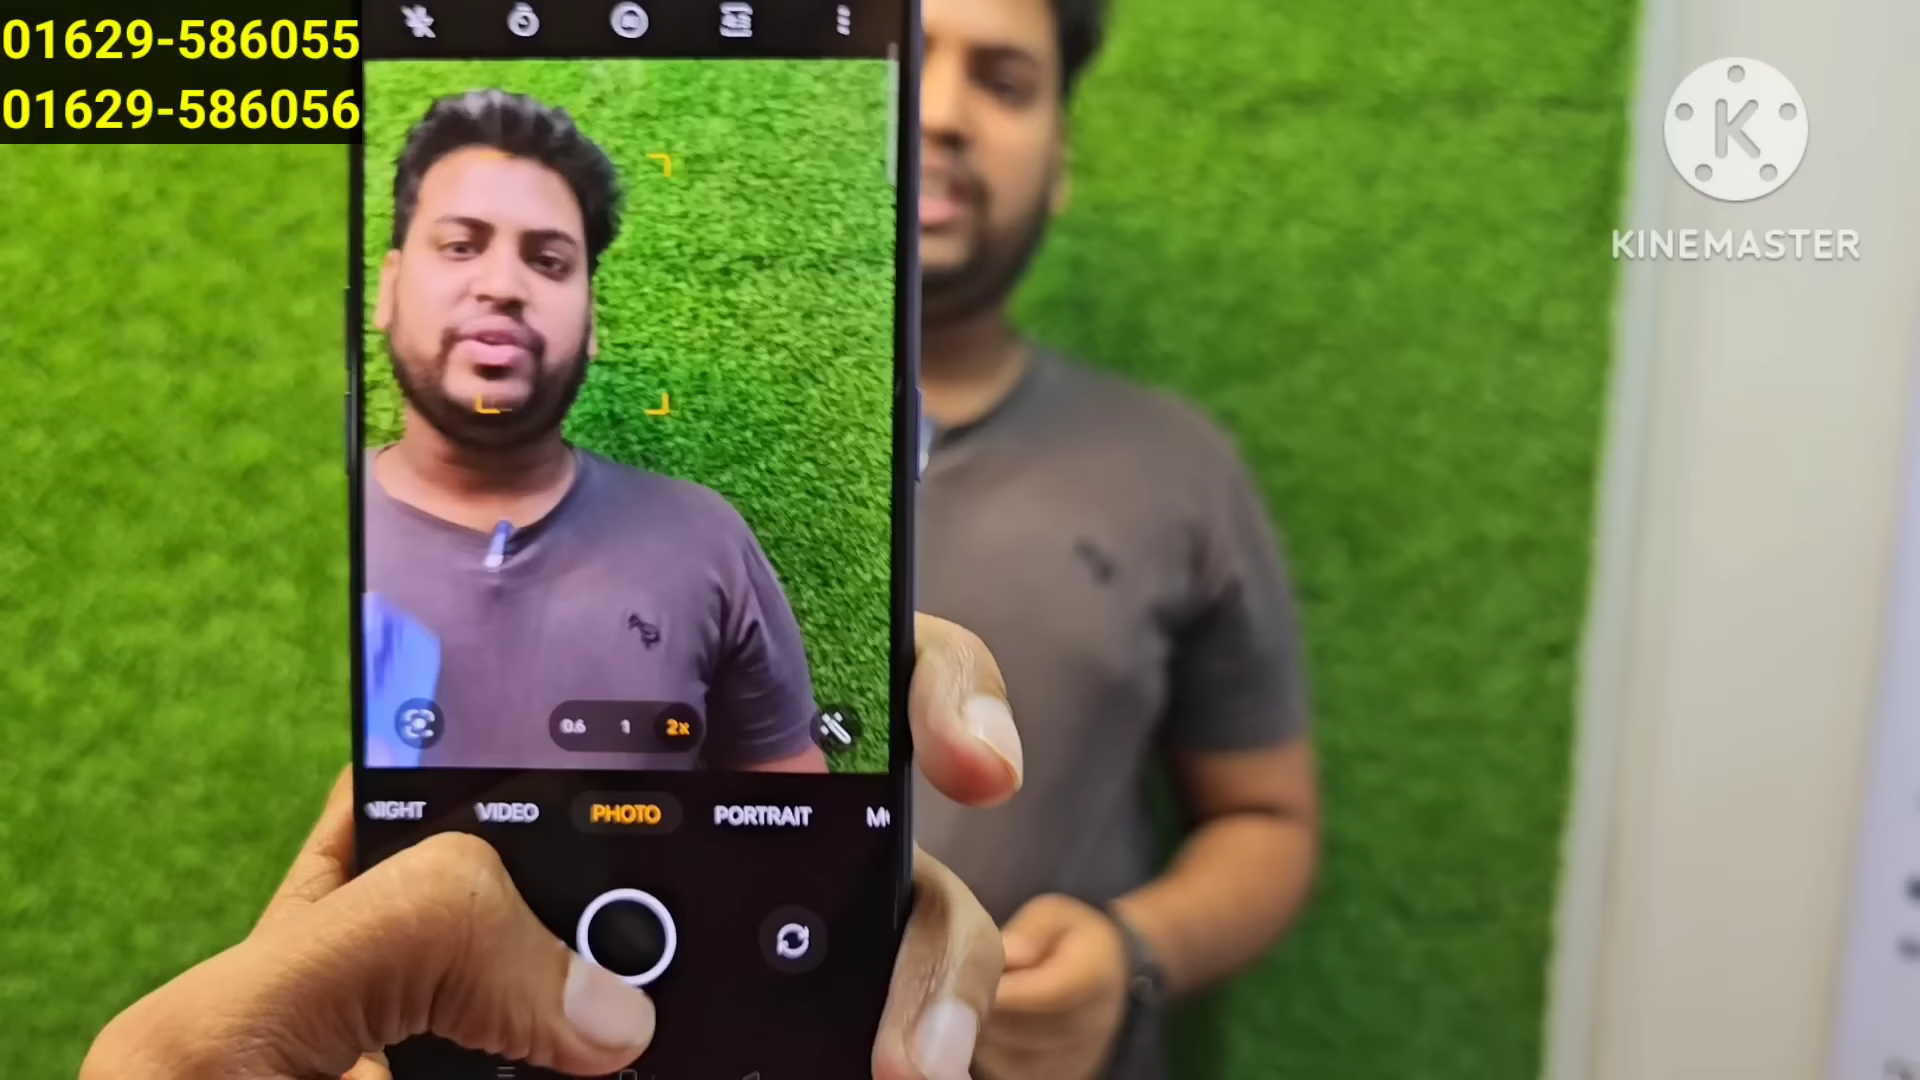 01629-586055
01629-586056
K
KINEMASTER
0.6 1 2x
NIGHT VIDEO PHOTO PORTRAIT